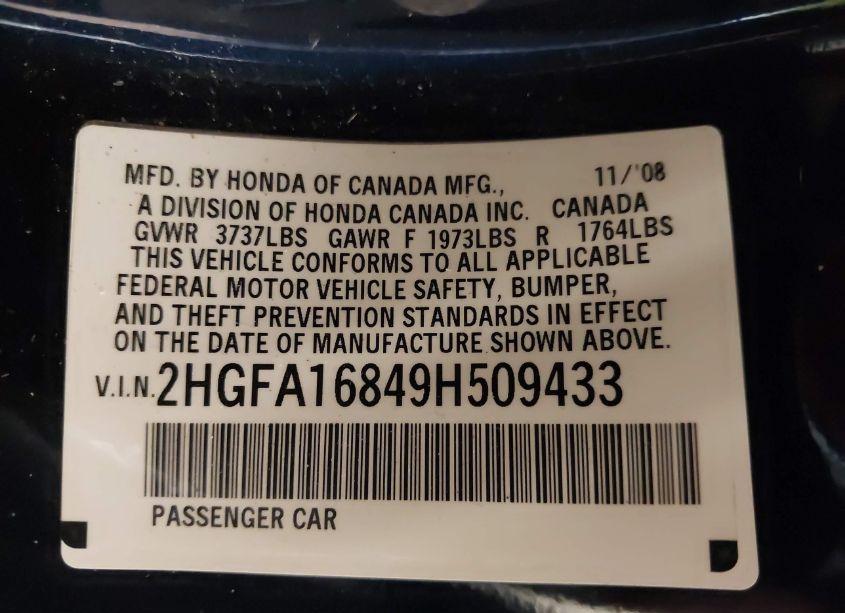 MFD. BY HONDA OF CANADA MFG., 11/'08
A DIVISION OF HONDA CANADA INC. CANADA
GVWR 3737LBS GAWR F 1973LBS R 1764LBS
THIS VEHICLE CONFORMS TO ALL APPLICABLE
FEDERAL MOTOR VEHICLE SAFETY, BUMPER,
AND THEFT PREVENTION STANDARDS IN EFFECT
ON THE DATE OF MANUFACTURE SHOWN ABOVE.
V.I.N. 2HGFA16849H509433
PASSENGER CAR